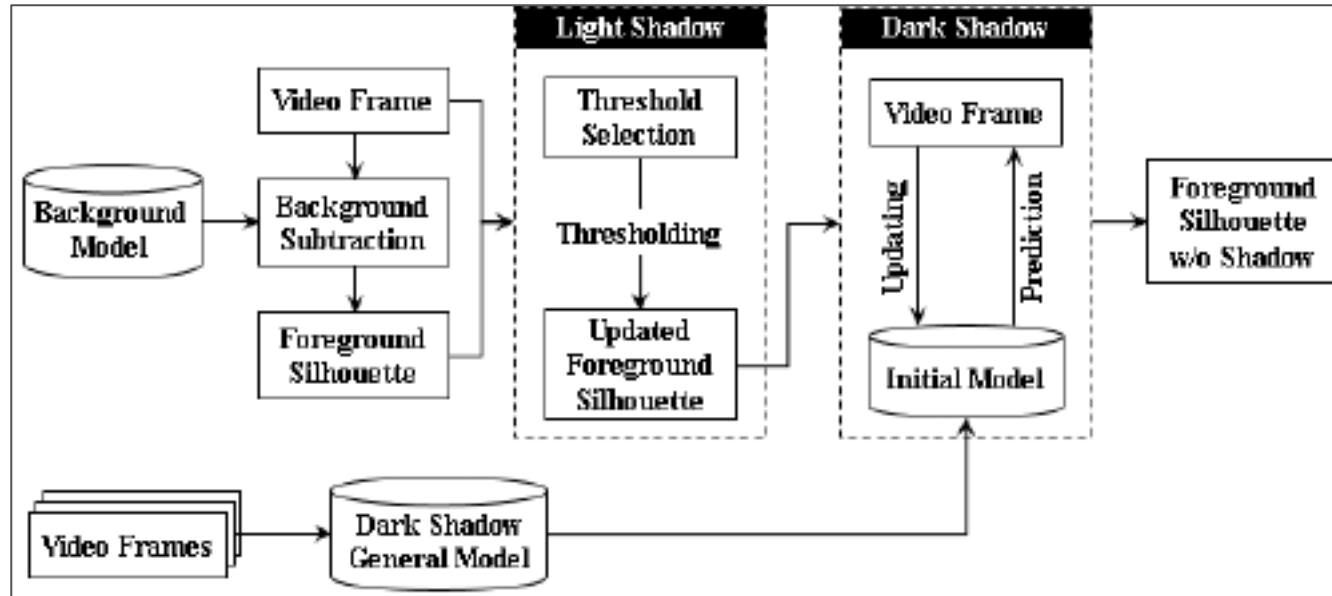 Light Shadow
Dark Shadow
Video Frame
Background
Model
Background
Subtraction
Foreground
Silhouette
Threshold
Selection
Thresholding
Updated
Foreground
Silhouette
Video Frame
Updating
Prediction
Initial Model
Foreground
Silhouette
w/o Shadow
Video Frames
Dark Shadow
General Model